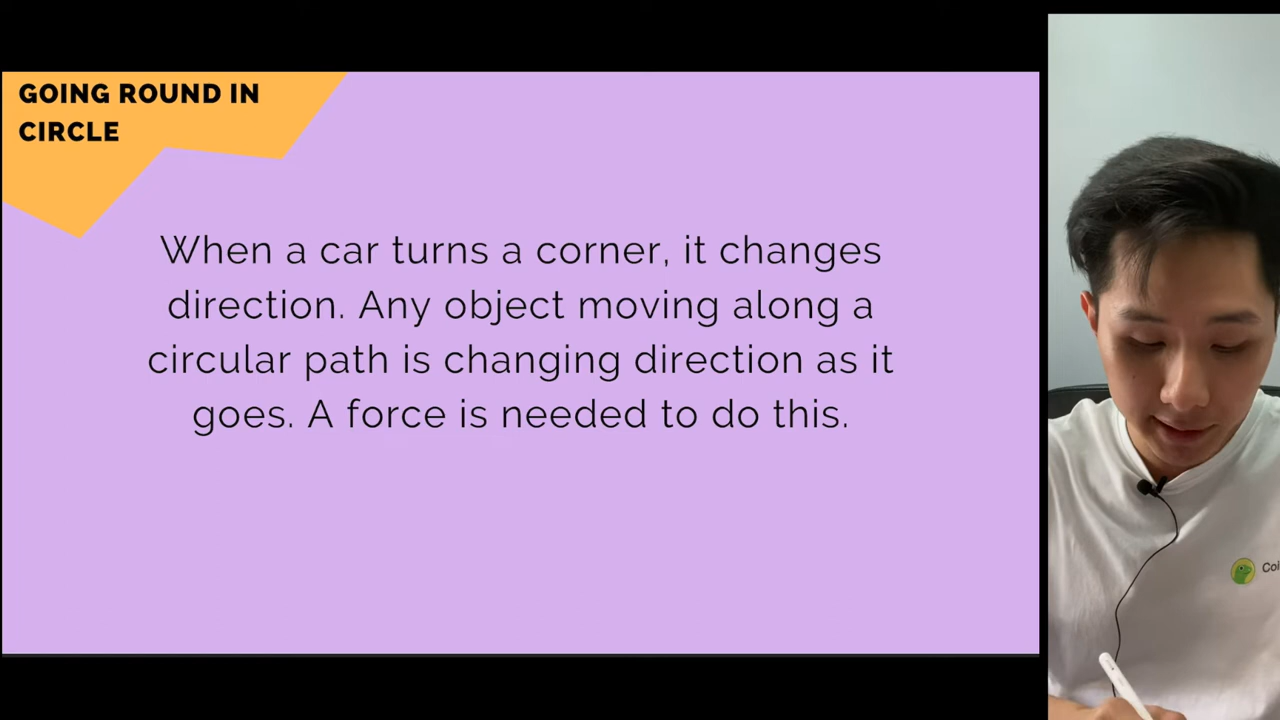 GOING ROUND IN
CIRCLE
When a car turns a corner, it changes
direction. Any object moving along a
circular path is changing direction as it
goes. A force is needed to do this.